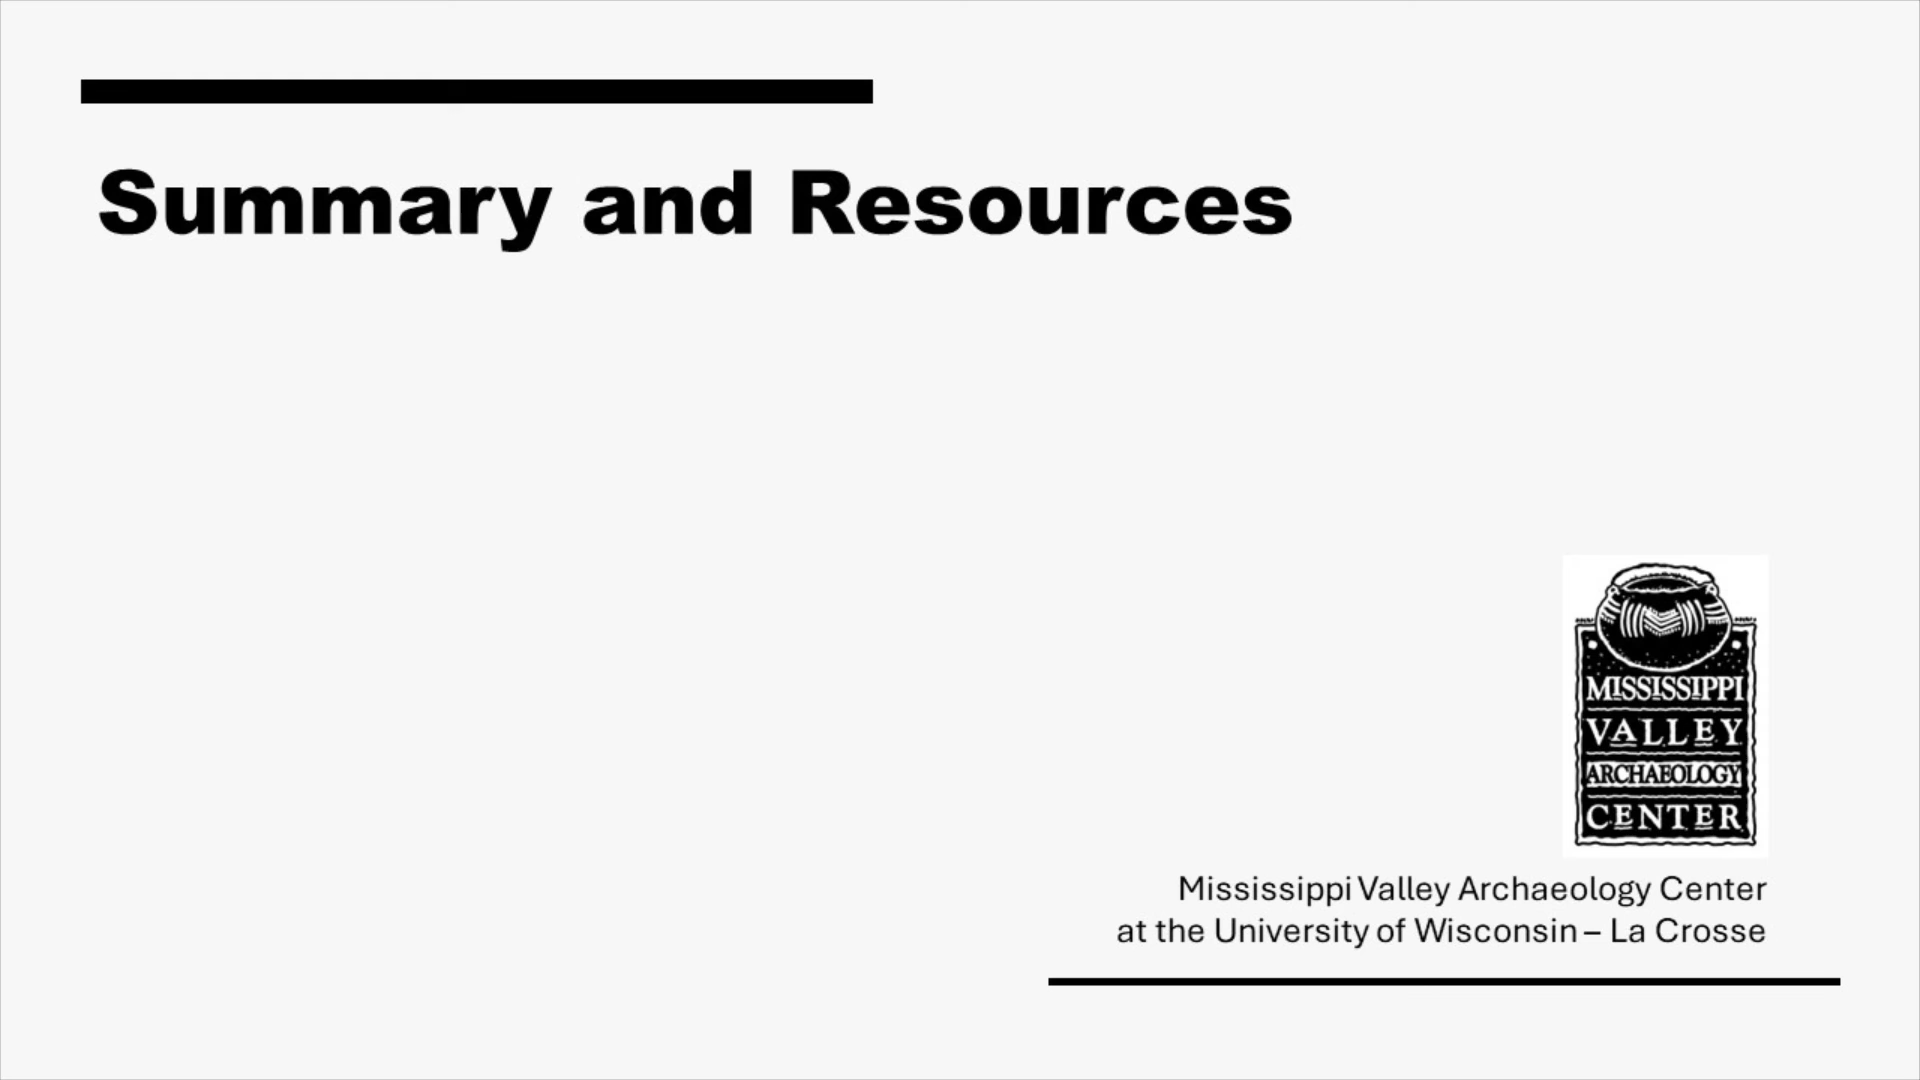 Summary and Resources
MISSISSIPPI
VALLEY
ARCHAEOLOGY
CENTER
Mississippi Valley Archaeology Center
at the University of Wisconsin – La Crosse